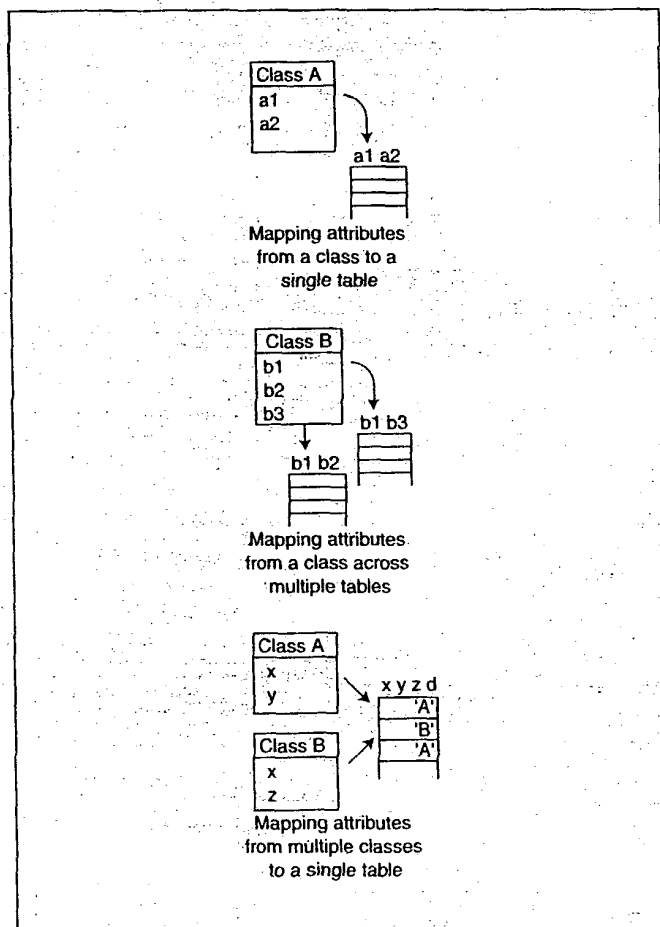 Class A
a1
a2
a1 a2
Mapping attributes
from a class to a
single table
Class B
b1
b2
b3
b1 b3
b1 b2
Mapping attributes
from a class across
multiple tables
Class A
x
y
x y z d
'A'
'B'
'A'
Class B
x
z
Mapping attributes
from multiple classes
to a single table